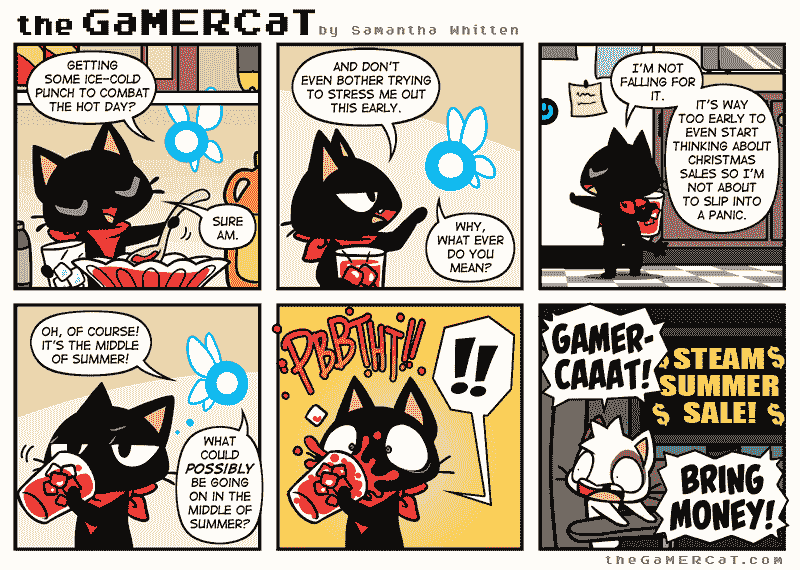 the GaMERCaT by Samantha Whitten
GETTING
SOME ICE-COLD
PUNCH TO COMBAT
THE HOT DAY?
SURE
AM.
AND DON'T
EVEN BOTHER TRYING
TO STRESS ME OUT
THIS EARLY.
WHY,
WHAT EVER
DO YOU
MEAN?
I'M NOT
FALLING FOR
IT.
IT'S WAY
TOO EARLY TO
EVEN START
THINKING ABOUT
CHRISTMAS
SALES SO I'M
NOT ABOUT
TO SLIP INTO
A PANIC.
OH, OF COURSE!
IT'S THE MIDDLE
OF SUMMER!
WHAT
COULD
POSSIBLY
BE GOING
ON IN THE
MIDDLE OF
SUMMER?
PBBTHT!!
!!
GAMER-
CAAAT!
$STEAM$
SUMMER
$ SALE! $
BRING
MONEY!
theGaMERCaT.com